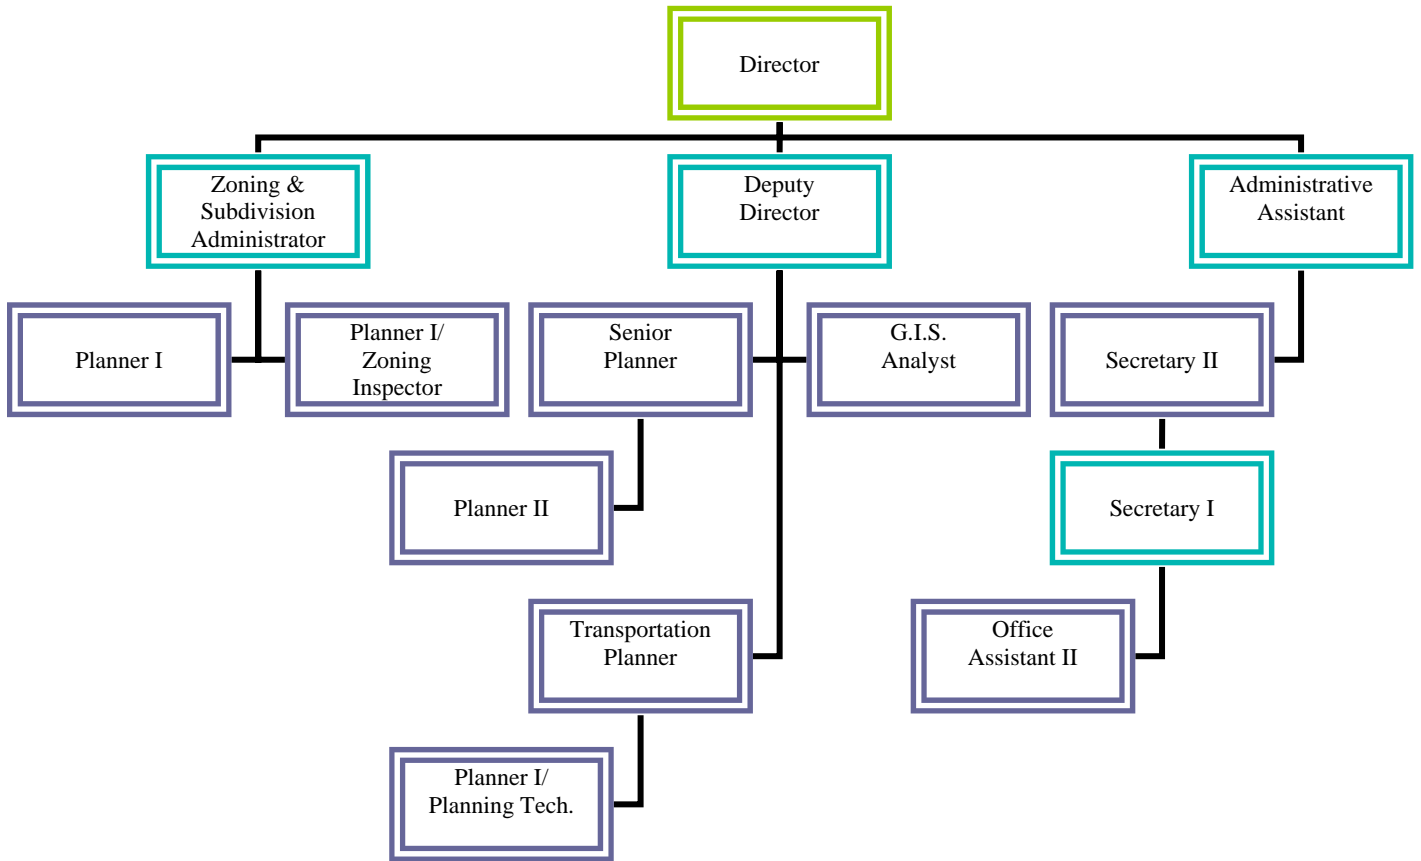 Director
Zoning &
Subdivision
Administrator
Deputy
Director
Administrative
Assistant
Planner I
Planner I/
Zoning
Inspector
Senior
Planner
G.I.S.
Analyst
Secretary II
Planner II
Secretary I
Transportation
Planner
Office
Assistant II
Planner I/
Planning Tech.